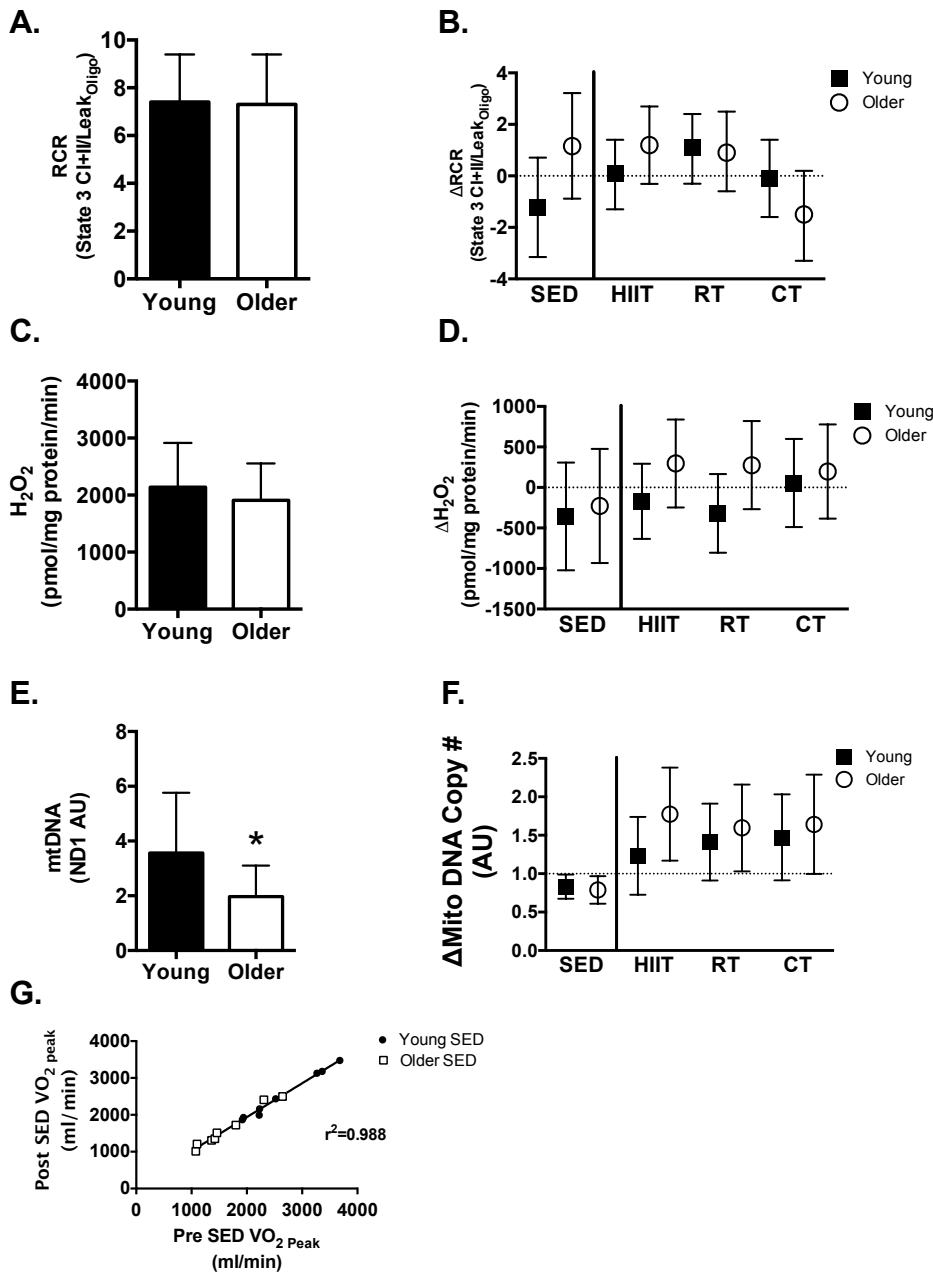 A.
RCR
(State 3 CI+II/Leak Oligo)
10
8
6
4
2
0
Young Older
B.
ΔRCR
(State 3 CI+II/Leak Oligo)
4
2
0
-2
-4
SED HIIT RT CT
Young
Older
C.
H2O2
(pmol/mg protein/min)
4000
3000
2000
1000
0
Young Older
D.
ΔH2O2
(pmol/mg protein/min)
1000
500
0
-500
-1000
-1500
SED HIIT RT CT
Young
Older
E.
mtDNA
(ND1 AU)
8
6
4
2
0
*
Young Older
F.
ΔMito DNA Copy #
(AU)
2.5
2.0
1.5
1.0
0.5
0.0
SED HIIT RT CT
Young
Older
G.
Post SED VO2 peak
(ml/min)
4000
3000
2000
1000
0
Young SED
Older SED
r2=0.988
0 1000 2000 3000 4000
Pre SED VO2 Peak
(ml/min)